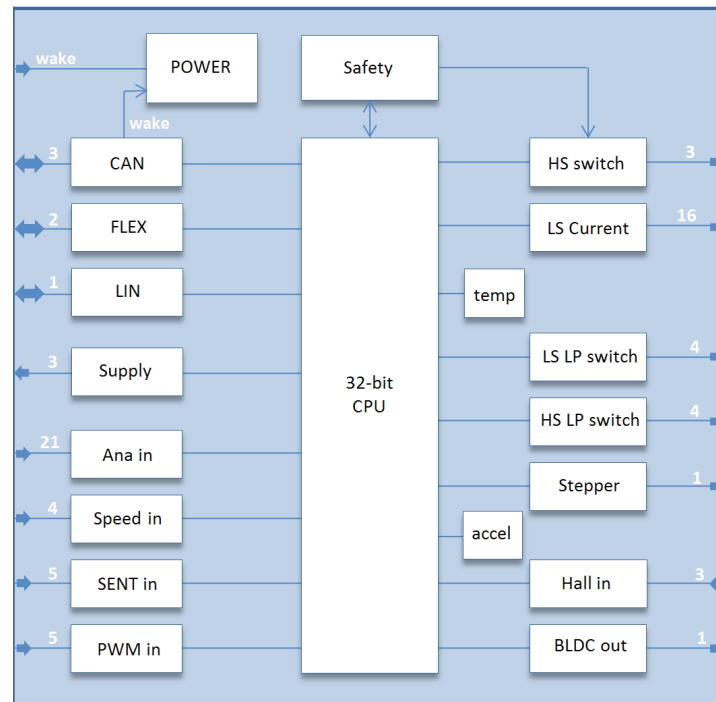 wake
POWER
Safety
wake
3
CAN
HS switch
3
2
FLEX
LS Current
16
1
LIN
temp
3
Supply
32-bit
CPU
LS LP switch
4
HS LP switch
4
21
Ana in
Stepper
1
4
Speed in
accel
5
SENT in
Hall in
3
5
PWM in
BLDC out
1